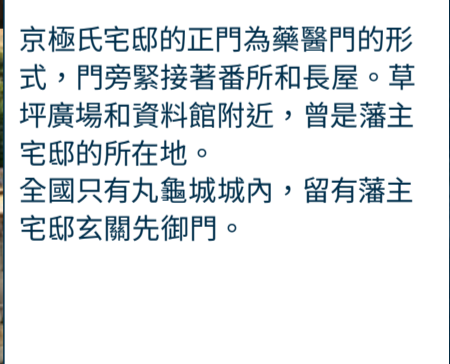 京極氏宅邸的正門為藥醫門的形
式，門旁緊接著番所和長屋。草
坪廣場和資料館附近，曾是藩主
宅邸的所在地。
全國只有丸龜城城內，留有藩主
宅邸玄關先御門。